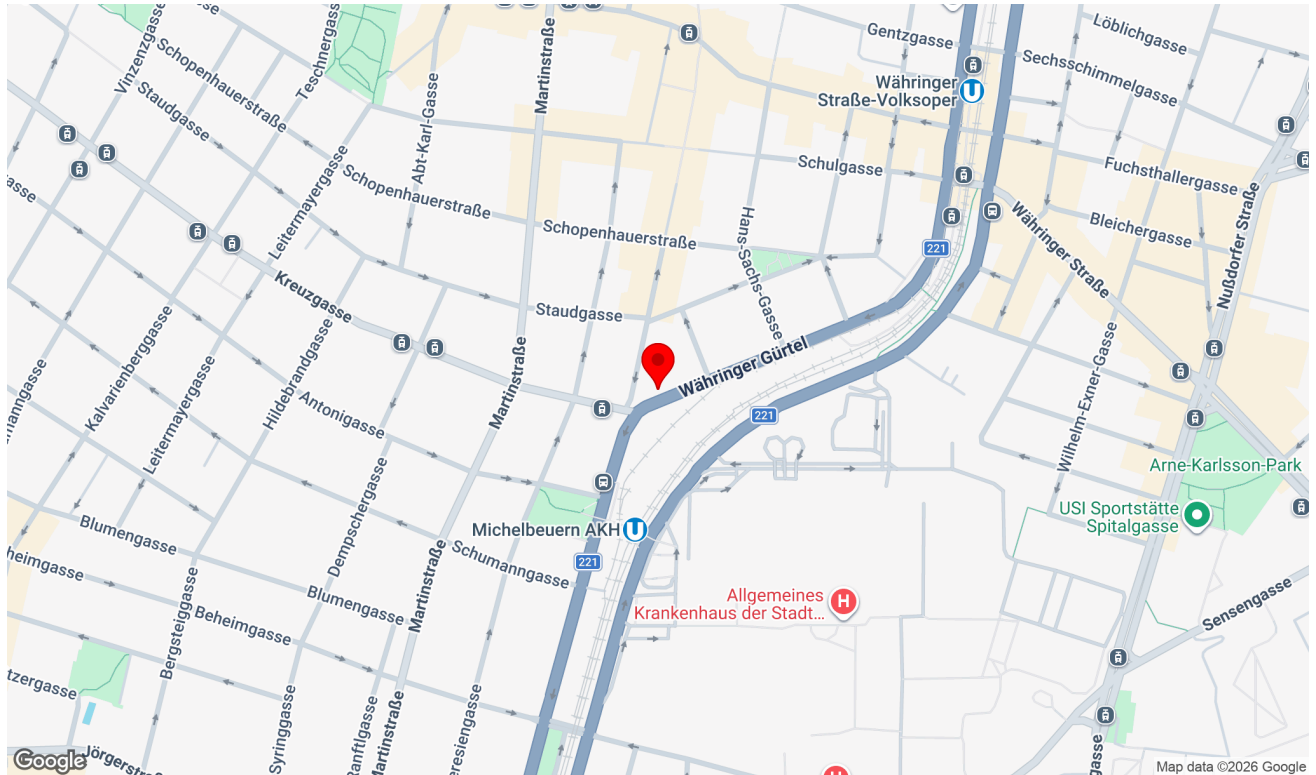 Vinzenzgasse
Teschnergasse
Schopenhauerstraße
Staudgasse
Abt-Karl-Gasse
Martinstraße
Gentzgasse
Löblichgasse
Sechsschimmelgasse
Währinger
Straße-Volksoper
U
Schulgasse
Fuchsthallergasse
Leitermayergasse
Schopenhauerstraße
Schopenhauerstraße
Hans-Sachs-Gasse
Währinger Straße
Bleichergasse
Nußdorfer Straße
221
Kreuzgasse
Staudgasse
Währinger Gürtel
221
Kalvarienberggasse
Leitermayergasse
Hildebrandgasse
Antonigasse
Martinstraße
Wilhelm-Exner-Gasse
Arne-Karlsson-Park
USI Sportstätte
Spitalgasse
Michelbeuern AKH
U
221
Blumengasse
Dempschergasse
Schumanngasse
Blumengasse
Martinstraße
Beheimgasse
Bergsteiggasse
Allgemeines
Krankenhaus der Stadt...
H
Sensengasse
Syringgasse
Ranftlgasse
Martinstraße
Google
Map data ©2026 Google